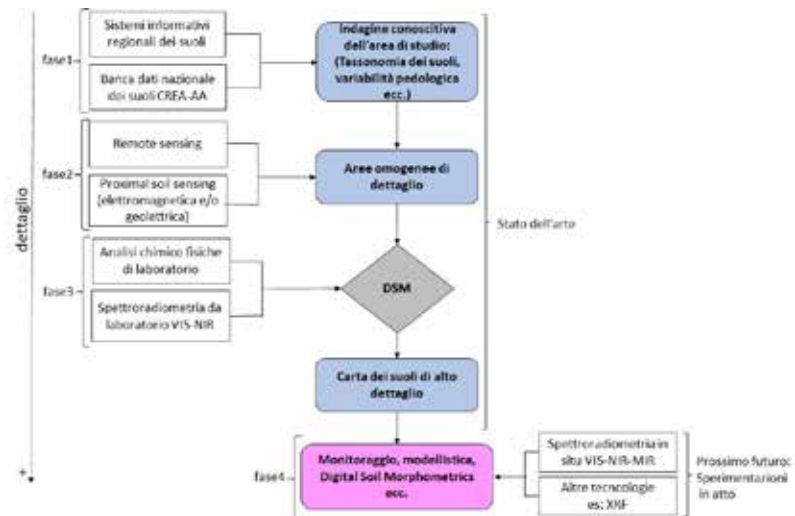 Sistemi informativi
regionali dei suoli
fase1
Banca dati nazionale
dei suoli CREA-AA
Indagine conoscitiva
dell'area di studio:
(Tassonomia dei suoli,
variabilità pedologica
ecc.)
Remote sensing
fase2
Proximal soil sensing
(elettromagnetica e/o
geolettrica)
Aree omogenee di
dettaglio
dettaglio
Stato dell'arto
Analisi chimico fisiche
di laboratorio
fase3
Spettroradiometria da
laboratorio VIS-NIR
DSM
Carta dei suoli di alto
dettaglio
+
fase4
Monitoraggio, modellistica,
Digital Soil Morphometrics
ecc.
Spettroradiometria in
situ VIS-NIR-MIR
Altre tecneologie
es: XRF
Prossimo futuro:
Sperimentazioni
in atto